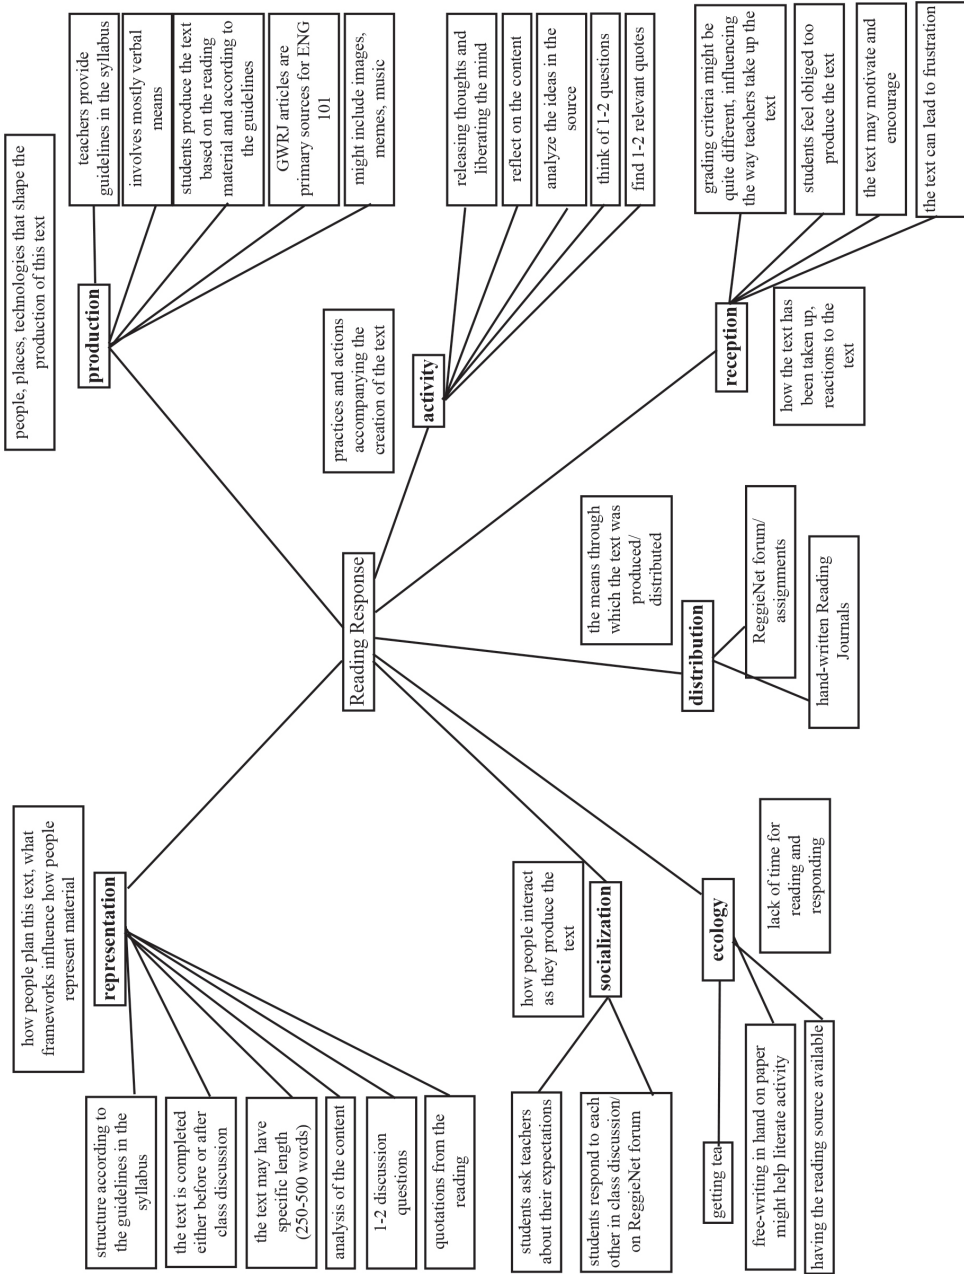 how people plan this text, what
frameworks influence how people
represent material
representation
structure according to
the guidelines in the
syllabus
the text is completed
either before or after
class discussion
the text may have
specific length
(250-500 words)
analysis of the content
1-2 discussion
questions
quotations from the
reading
people, places, technologies that shape the
production of this text
production
teachers provide
guidelines in the syllabus
involves mostly verbal
means
students produce the text
based on the reading
material and according to
the guidelines
GWRJ articles are
primary sources for ENG
101
might include images,
memes, music
Reading Response
practices and actions
accompanying the
creation of the text
activity
releasing thoughts and
liberating the mind
reflect on the content
analyze the ideas in the
source
think of 1-2 questions
find 1-2 relevant quotes
how people interact
as they produce the
text
socialization
students ask teachers
about their expectations
students respond to each
other in class discussion/
on ReggieNet forum
the means through
which the text was
produced/
distributed
distribution
ReggieNet forum/
assignments
hand-written Reading
Journals
reception
how the text has
been taken up,
reactions to the
text
grading criteria might be
quite different, influencing
the way teachers take up the
text
students feel obliged too
produce the text
the text may motivate and
encourage
the text can lead to frustration
ecology
lack of time for
reading and
responding
getting tea
free-writing in hand on paper
might help literate activity
having the reading source available